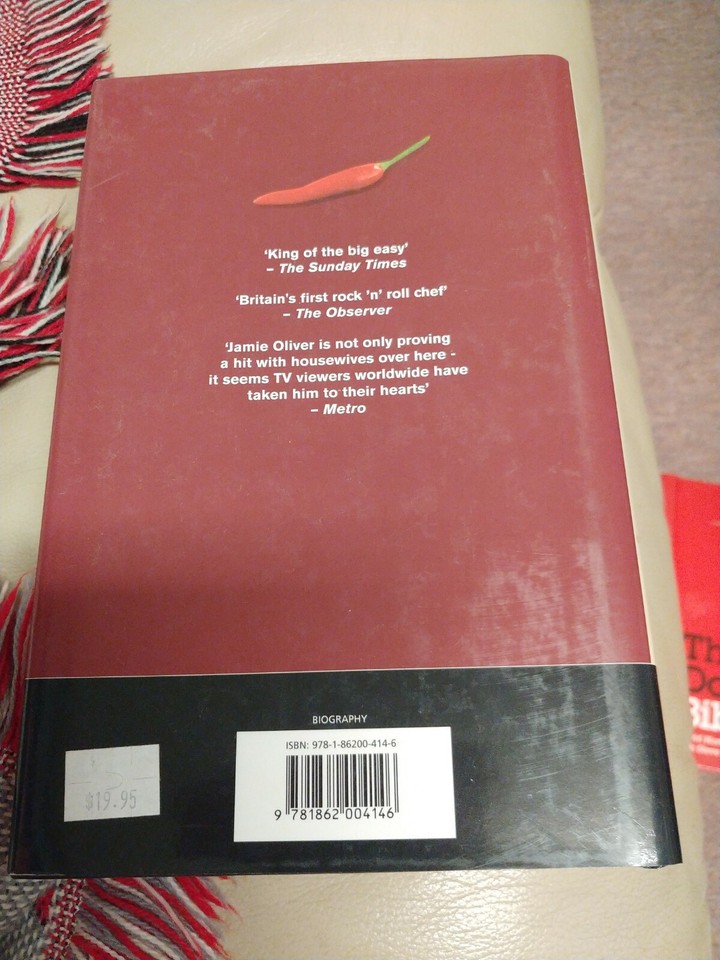 'King of the big easy'
– The Sunday Times
'Britain's first rock 'n' roll chef'
– The Observer
'Jamie Oliver is not only proving
a hit with housewives over here -
it seems TV viewers worldwide have
taken him to their hearts'
– Metro
BIOGRAPHY
ISBN: 978-1-86200-414-6
9 781862 004146
$19.95